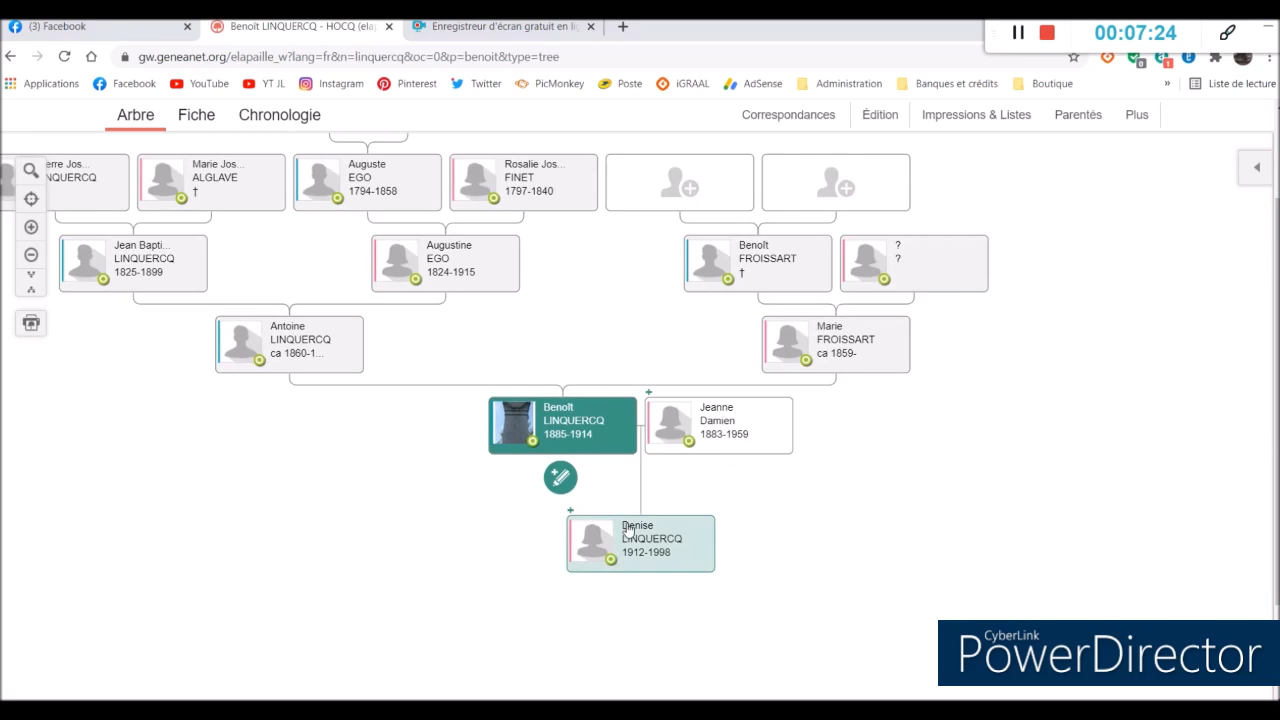 (3) Facebook
Benoît LINQUERCQ - HOCQ (ela
Enregistreur d'écran gratuit en li
00:07:24
gw.geneanet.org/elapaille_w?lang=fr&n=linquercq&oc=0&p=benoit&type=tree
0
1
Applications
Facebook
YouTube
YT JL
Instagram
Pinterest
Twitter
PicMonkey
Poste
iGRAAL
AdSense
Administration
Banques et crédits
Boutique
»
Liste de lecture
Arbre
Fiche
Chronologie
Correspondances
Édition
Impressions & Listes
Parentés
Plus
erre Jos...
NQUERCQ
Marie Jos...
ALGLAVE
†
Auguste
EGO
1794-1858
Rosalie Jos...
FINET
1797-1840
Jean Bapti...
LINQUERCQ
1825-1899
Augustine
EGO
1824-1915
Benoît
FROISSART
†
?
?
Antoine
LINQUERCQ
ca 1860-1...
Marie
FROISSART
ca 1859-
Benoît
LINQUERCQ
1885-1914
Jeanne
Damien
1883-1959
Denise
LINQUERCQ
1912-1998
CyberLink
PowerDirector